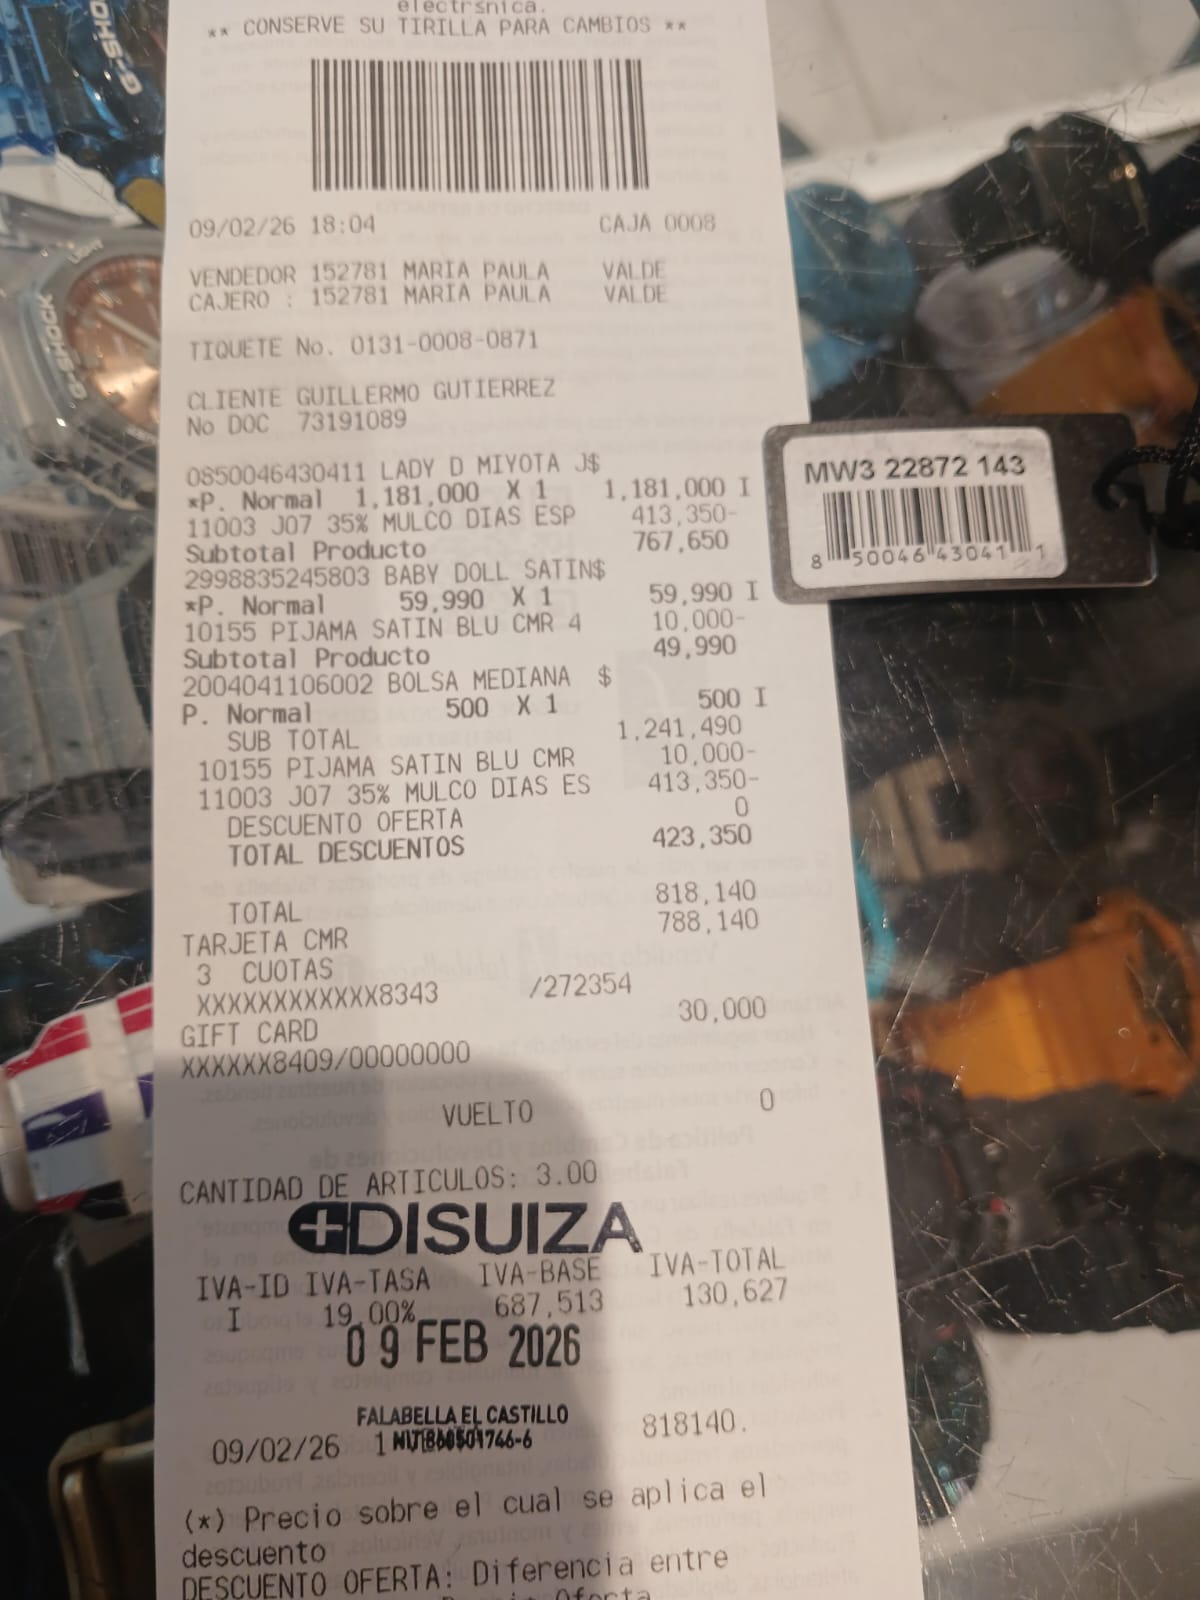 electrsnica.
** CONSERVE SU TIRILLA PARA CAMBIOS **
09/02/26 18:04 CAJA 0008
VENDEDOR 152781 MARIA PAULA VALDE
CAJERO : 152781 MARIA PAULA VALDE
TIQUETE No. 0131-0008-0871
CLIENTE GUILLERMO GUTIERREZ
No DOC 73191089
0850046430411 LADY D MIYOTA J$
*P. Normal 1,181,000 X 1 1,181,000 I
11003 J07 35% MULCO DIAS ESP 413,350-
Subtotal Producto 767,650
2998835245803 BABY DOLL SATIN$
*P. Normal 59,990 X 1 59,990 I
10155 PIJAMA SATIN BLU CMR 4 10,000-
Subtotal Producto 49,990
2004041106002 BOLSA MEDIANA $
P. Normal 500 X 1 500 I
SUB TOTAL 1,241,490
10155 PIJAMA SATIN BLU CMR 10,000-
11003 J07 35% MULCO DIAS ES 413,350-
DESCUENTO OFERTA 0
TOTAL DESCUENTOS 423,350
TOTAL 818,140
TARJETA CMR 788,140
3 CUOTAS
XXXXXXXXXXXX8343 /272354
GIFT CARD 30,000
XXXXXX8409/00000000
VUELTO 0
CANTIDAD DE ARTICULOS: 3.00
DISUIZA
IVA-ID IVA-TASA IVA-BASE IVA-TOTAL
I 19,00% 687,513 130,627
09 FEB 2026
FALABELLA EL CASTILLO
09/02/26 1 818140.
(*) Precio sobre el cual se aplica el
descuento
DESCUENTO OFERTA: Diferencia entre
Oferta
MW3 22872 143
8 50046 43041 1
G-SHOCK
G-SHOCK